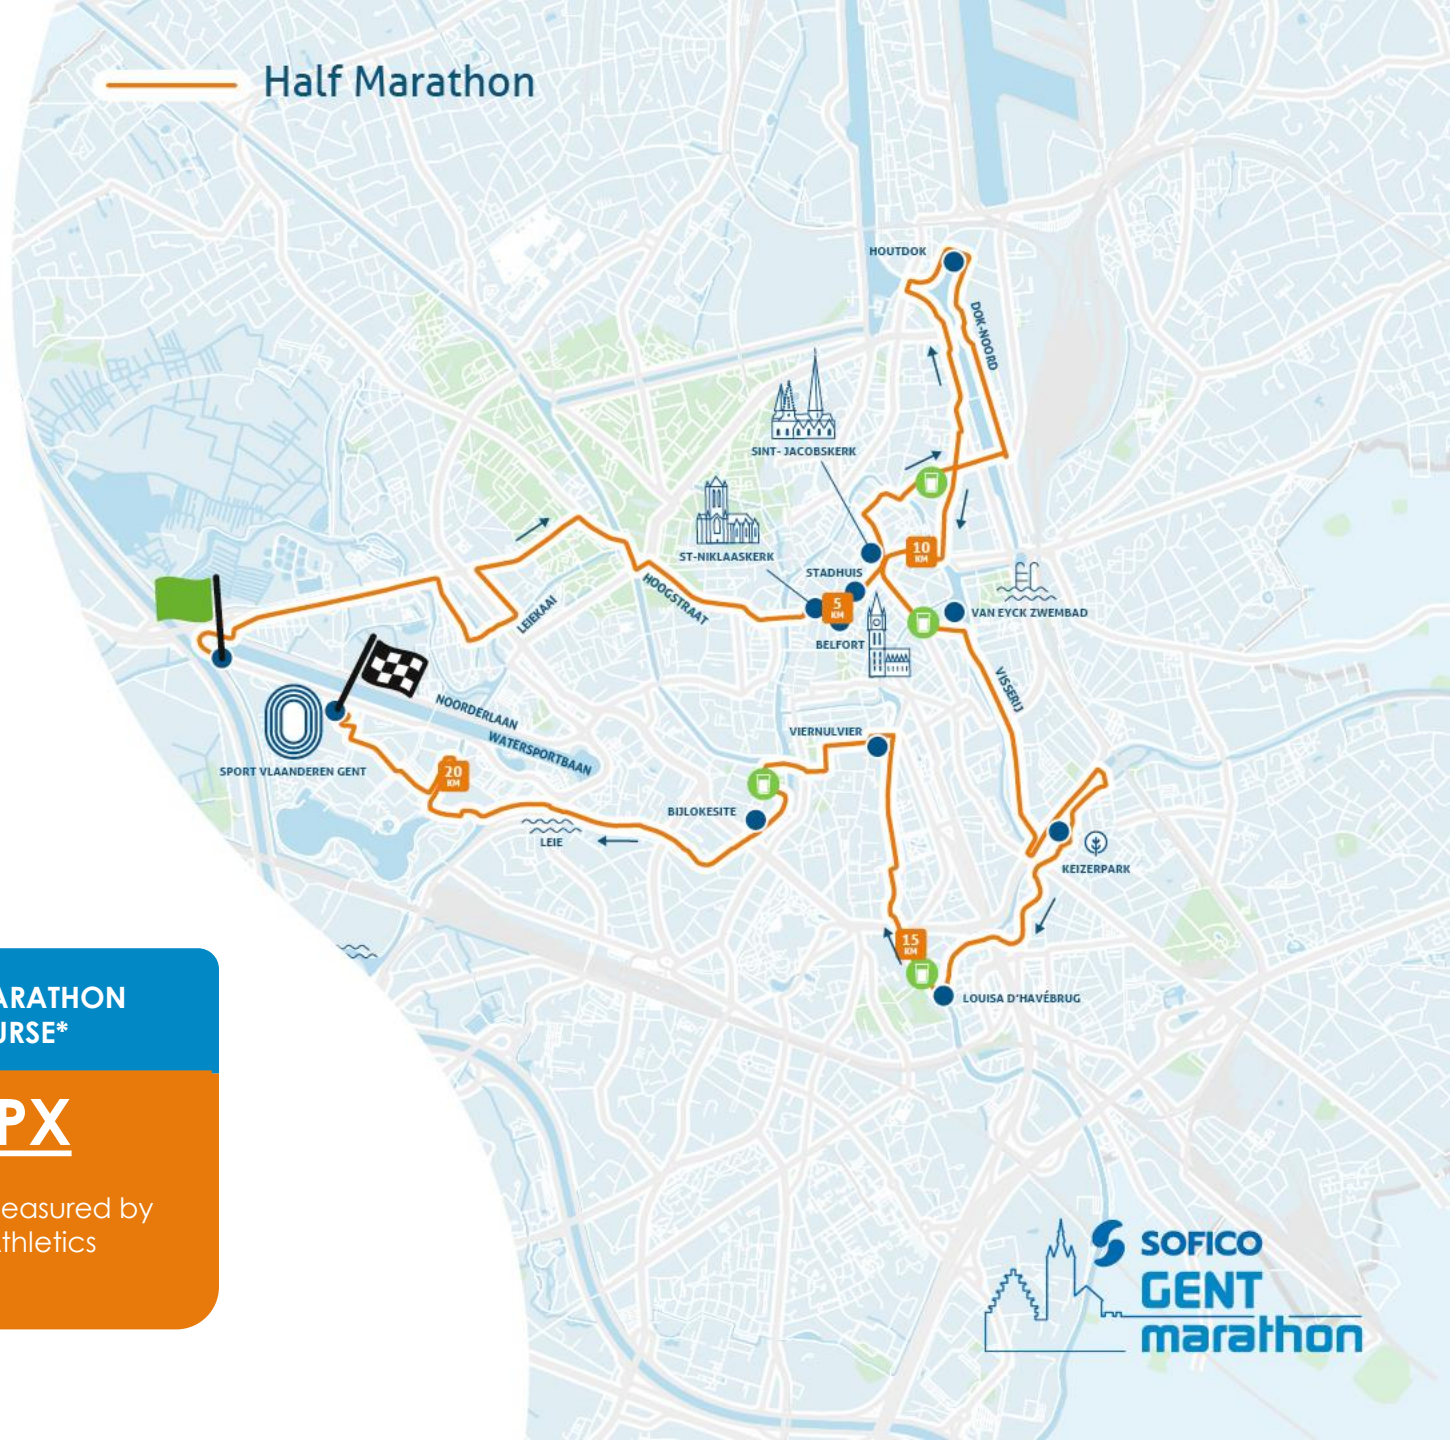 Half Marathon
HOUTDOK
DOK-NOORD
SINT- JACOBSKERK
ST-NIKLAASKERK
10
KM
STADHUIS
HOOGSTRAAT
LEIEKAAI
5
KM
VAN EYCK ZWEMBAD
BELFORT
VISSERIJ
NOORDERLAAN
WATERSPORTBAAN
VIERNULVIER
SPORT VLAANDEREN GENT
20
KM
BIJLOKESITE
LEIE
KEIZERPARK
15
KM
LOUISA D'HAVÉBRUG
ARATHON
URSE*
PX
easured by
thletics
SOFICO
GENT
marathon